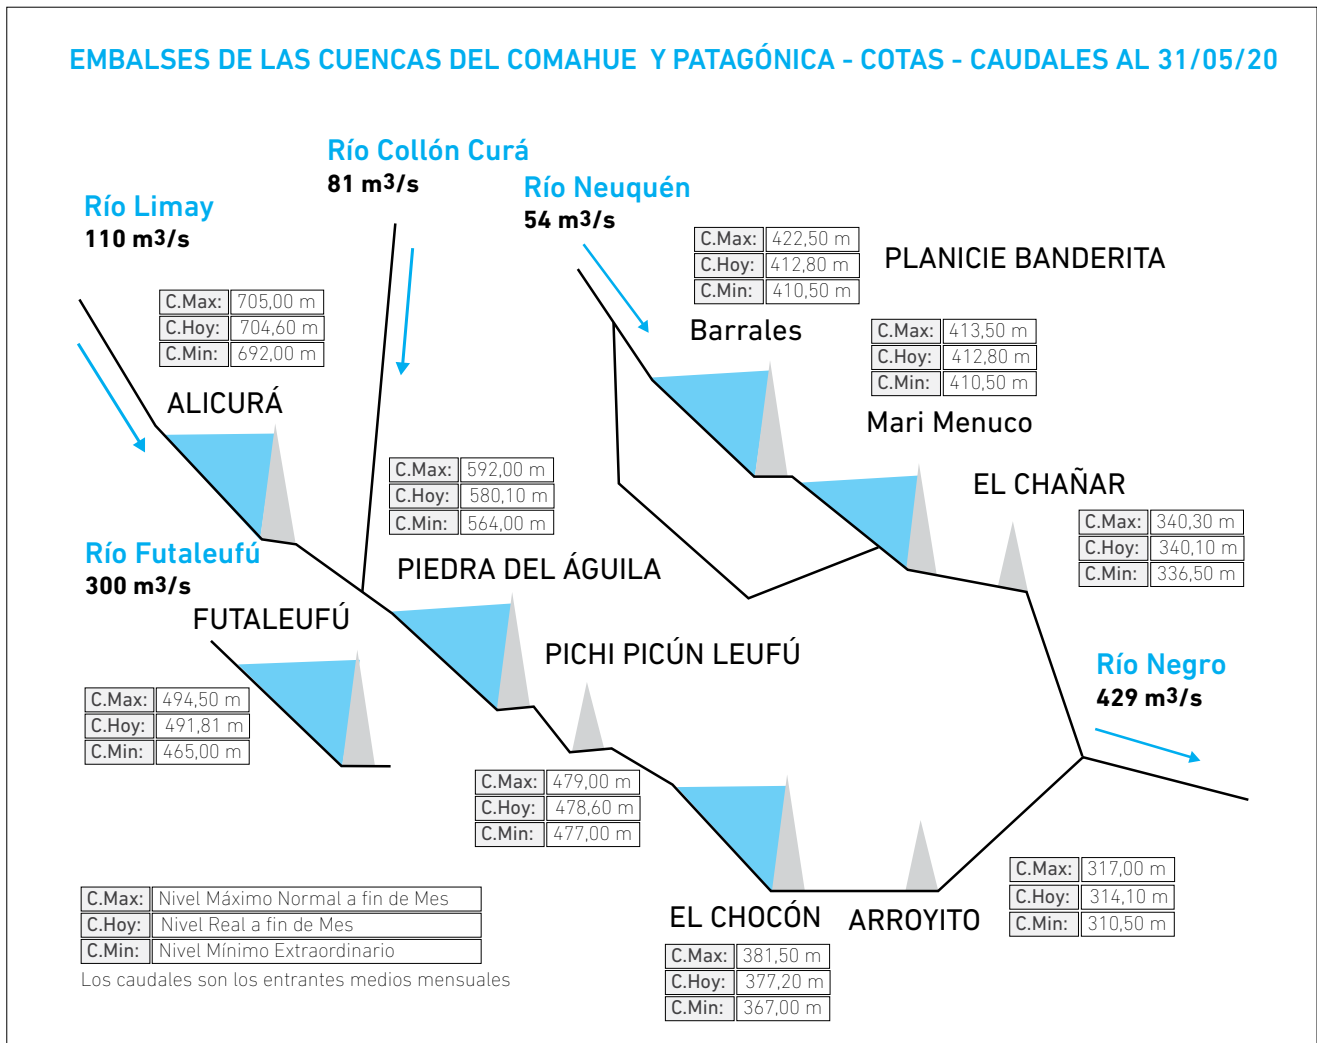 EMBALSES DE LAS CUENCAS DEL COMAHUE Y PATAGÓNICA - COTAS - CAUDALES AL 31/05/20
Río Collón Curá
81 m3/s
Río Neuquén
54 m3/s
Río Limay
110 m3/s
C.Max: 422,50 m
C.Hoy: 412,80 m
C.Min: 410,50 m
PLANICIE BANDERITA
Barrales
C.Max: 705,00 m
C.Hoy: 704,60 m
C.Min: 692,00 m
ALICURÁ
C.Max: 413,50 m
C.Hoy: 412,80 m
C.Min: 410,50 m
Mari Menuco
C.Max: 592,00 m
C.Hoy: 580,10 m
C.Min: 564,00 m
PIEDRA DEL ÁGUILA
EL CHAÑAR
C.Max: 340,30 m
C.Hoy: 340,10 m
C.Min: 336,50 m
Río Futaleufú
300 m3/s
FUTALEUFÚ
C.Max: 494,50 m
C.Hoy: 491,81 m
C.Min: 465,00 m
PICHI PICÚN LEUFÚ
C.Max: 479,00 m
C.Hoy: 478,60 m
C.Min: 477,00 m
Río Negro
429 m3/s
EL CHOCÓN
C.Max: 381,50 m
C.Hoy: 377,20 m
C.Min: 367,00 m
ARROYITO
C.Max: 317,00 m
C.Hoy: 314,10 m
C.Min: 310,50 m
C.Max: Nivel Máximo Normal a fin de Mes
C.Hoy: Nivel Real a fin de Mes
C.Min: Nivel Mínimo Extraordinario
Los caudales son los entrantes medios mensuales